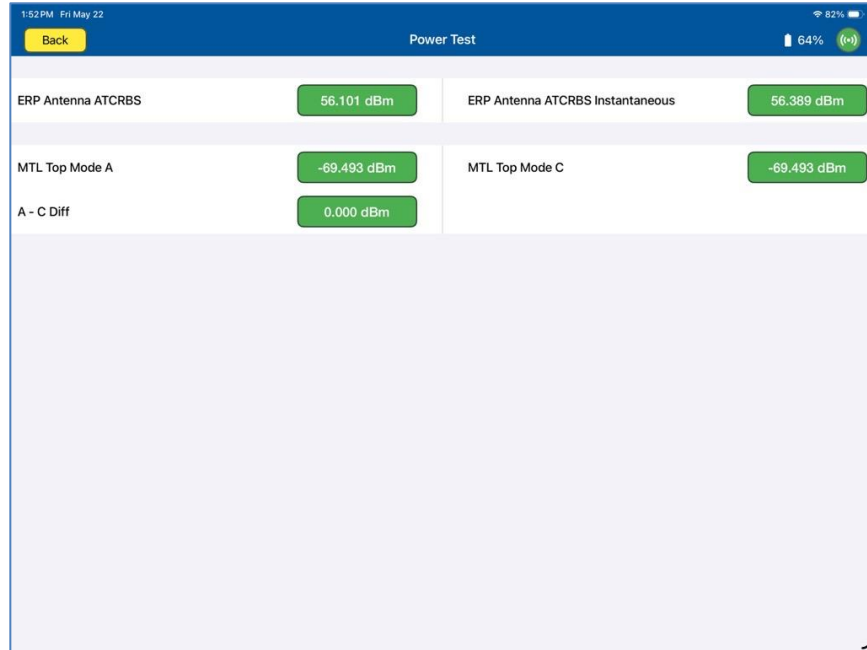 1:52 PM Fri May 22 82%
Back Power Test 64%
ERP Antenna ATCRBS 56.101 dBm ERP Antenna ATCRBS Instantaneous 56.389 dBm
MTL Top Mode A -69.493 dBm MTL Top Mode C -69.493 dBm
A - C Diff 0.000 dBm